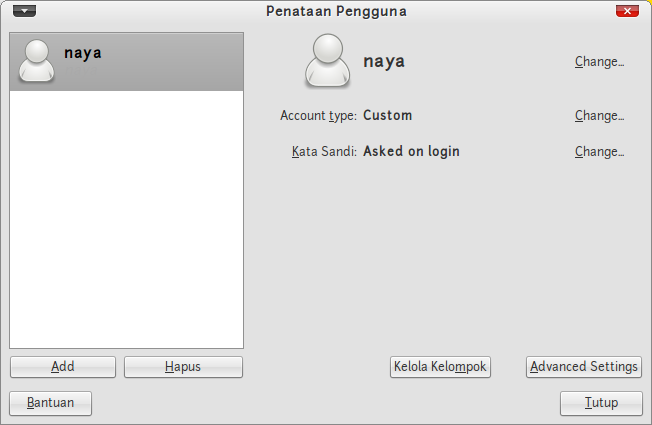 Penataan Pengguna
naya
naya
Change...
Account type: Custom
Change...
Kata Sandi: Asked on login
Change...
Add
Hapus
Kelola Kelompok
Advanced Settings
Bantuan
Tutup